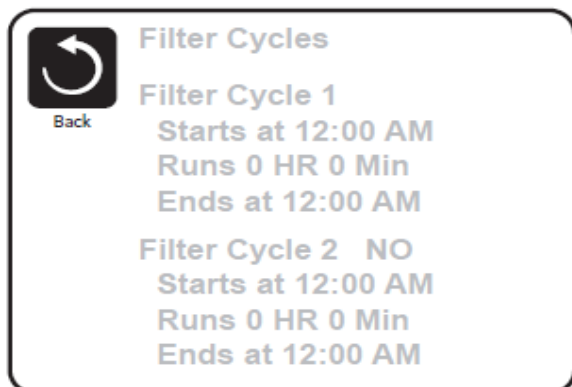 Filter Cycles
Back
Filter Cycle 1
Starts at 12:00 AM
Runs 0 HR 0 Min
Ends at 12:00 AM
Filter Cycle 2 NO
Starts at 12:00 AM
Runs 0 HR 0 Min
Ends at 12:00 AM